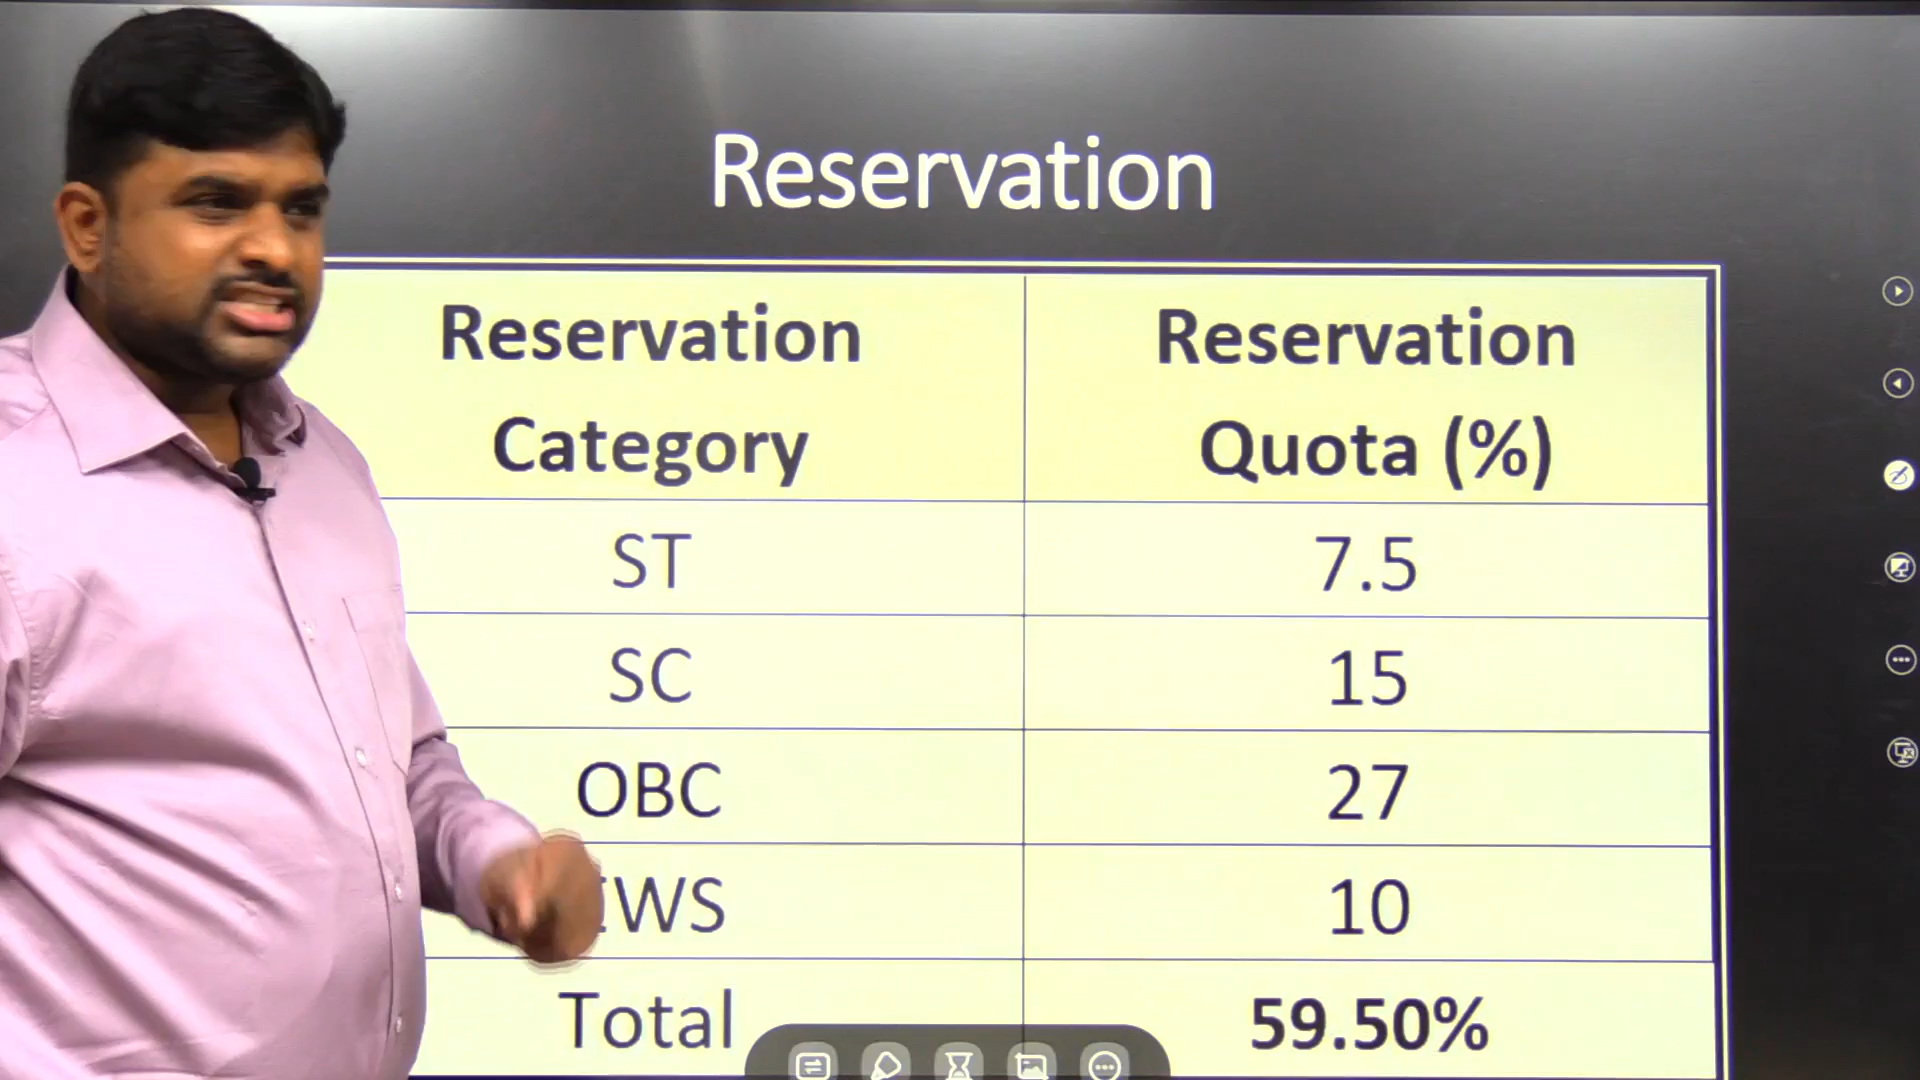 Reservation
Reservation Category
Reservation Quota (%)
ST 7.5
SC 15
OBC 27
10
Total 59.50%